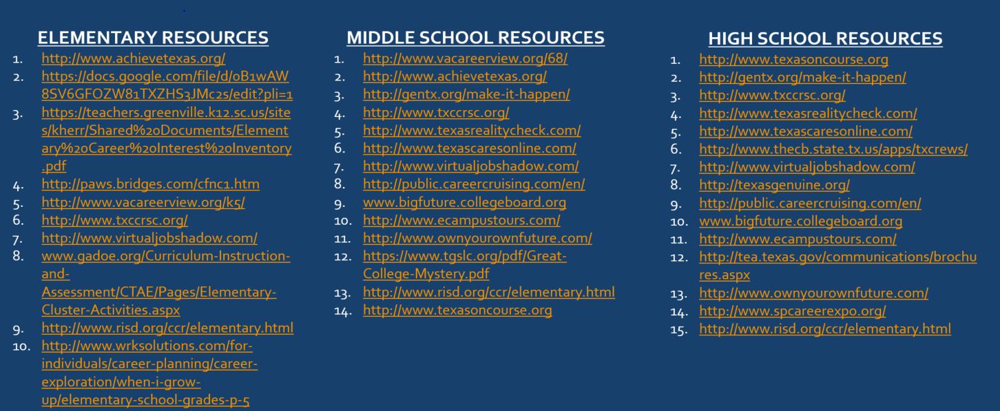 ELEMENTARY RESOURCES
1. http://www.achievetexas.org/
2. https://docs.google.com/file/d/0B1wAW
8SV6GFOZW81TXZHS3JMc2s/edit?pli=1
3. https://teachers.greenville.k12.sc.us/site
s/kherr/Shared%20Documents/Element
ary%20Career%20Interest%20Inventory
.pdf
4. http://paws.bridges.com/cfnc1.htm
5. http://www.vacareerview.org/k5/
6. http://www.txccrsc.org/
7. http://www.virtualjobshadow.com/
8. www.gadoe.org/Curriculum-Instruction-
and-
Assessment/CTAE/Pages/Elementary-
Cluster-Activities.aspx
9. http://www.risd.org/ccr/elementary.html
10. http://www.wrksolutions.com/for-
individuals/career-planning/career-
exploration/when-i-grow-
up/elementary-school-grades-p-5
MIDDLE SCHOOL RESOURCES
1. http://www.vacareerview.org/68/
2. http://www.achievetexas.org/
3. http://gentx.org/make-it-happen/
4. http://www.txccrsc.org/
5. http://www.texasrealitycheck.com/
6. http://www.texascaresonline.com/
7. http://www.virtualjobshadow.com/
8. http://public.careercruising.com/en/
9. www.bigfuture.collegeboard.org
10. http://www.ecampustours.com/
11. http://www.ownyourownfuture.com/
12. https://www.tgslc.org/pdf/Great-
College-Mystery.pdf
13. http://www.risd.org/ccr/elementary.html
14. http://www.texasoncourse.org
HIGH SCHOOL RESOURCES
1. http://www.texasoncourse.org
2. http://gentx.org/make-it-happen/
3. http://www.txccrsc.org/
4. http://www.texasrealitycheck.com/
5. http://www.texascaresonline.com/
6. http://www.thecb.state.tx.us/apps/txcrews/
7. http://www.virtualjobshadow.com/
8. http://texasgenuine.org/
9. http://public.careercruising.com/en/
10. www.bigfuture.collegeboard.org
11. http://www.ecampustours.com/
12. http://tea.texas.gov/communications/brochu
res.aspx
13. http://www.ownyourownfuture.com/
14. http://www.spcareerexpo.org/
15. http://www.risd.org/ccr/elementary.html